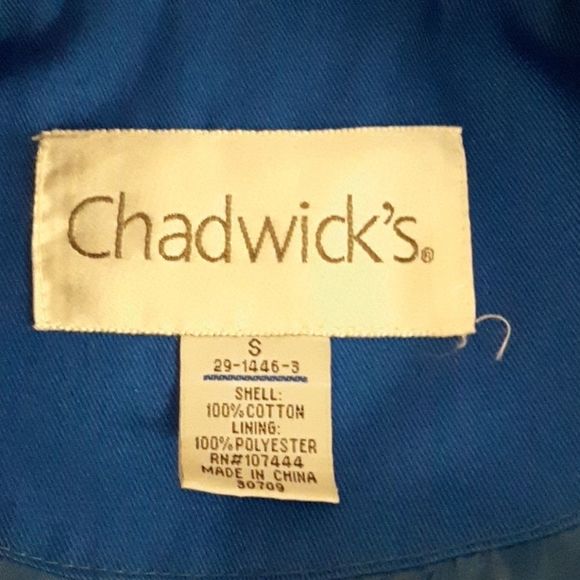 Chadwick's®
S
29-1446-3
SHELL:
100%COTTON
LINING:
100%POLYESTER
RN#107444
MADE IN CHINA
30709